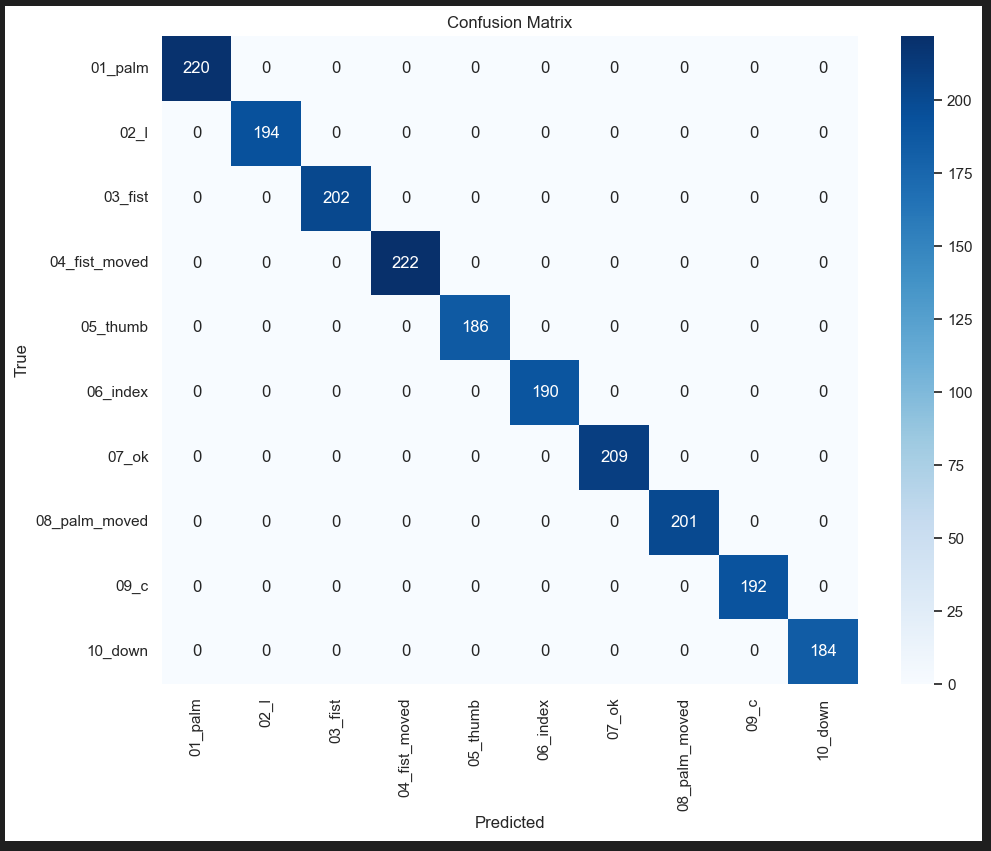 Confusion Matrix
01_palm 220 0 0 0 0 0 0 0 0 0
02_l 0 194 0 0 0 0 0 0 0 0
03_fist 0 0 202 0 0 0 0 0 0 0
04_fist_moved 0 0 0 222 0 0 0 0 0 0
05_thumb 0 0 0 0 186 0 0 0 0 0
06_index 0 0 0 0 0 190 0 0 0 0
07_ok 0 0 0 0 0 0 209 0 0 0
08_palm_moved 0 0 0 0 0 0 0 201 0 0
09_c 0 0 0 0 0 0 0 0 192 0
10_down 0 0 0 0 0 0 0 0 0 184
True
01_palm 02_l 03_fist 04_fist_moved 05_thumb 06_index 07_ok 08_palm_moved 09_c 10_down
Predicted
200
175
150
125
100
75
50
25
0